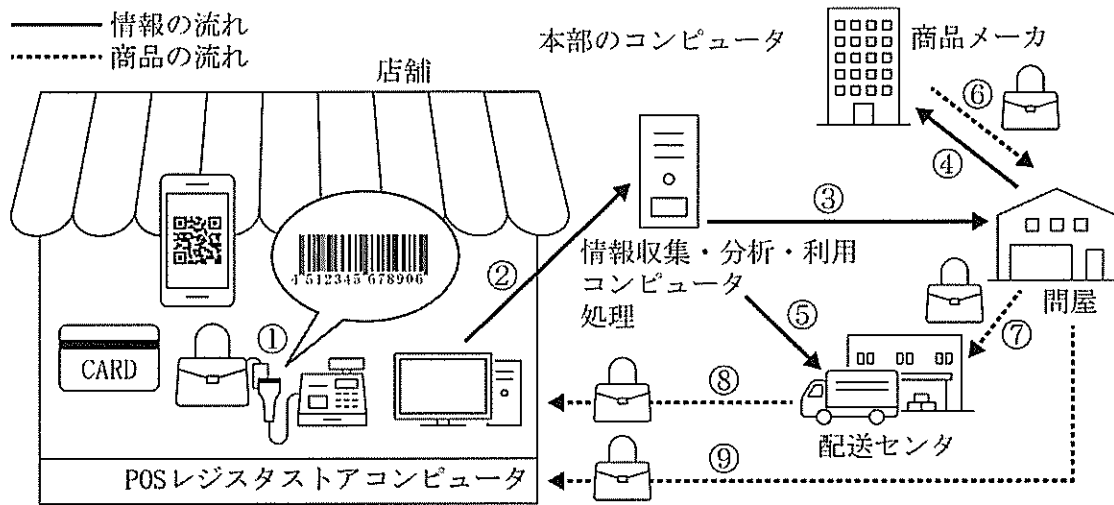 情報の流れ
商品の流れ
店舗
本部のコンピュータ
商品メーカ
⑥
④
③
②
4 512345 678906
情報収集・分析・利用
コンピュータ
処理
問屋
①
⑤
⑦
CARD
⑧
配送センタ
⑨
POSレジスタストアコンピュータ